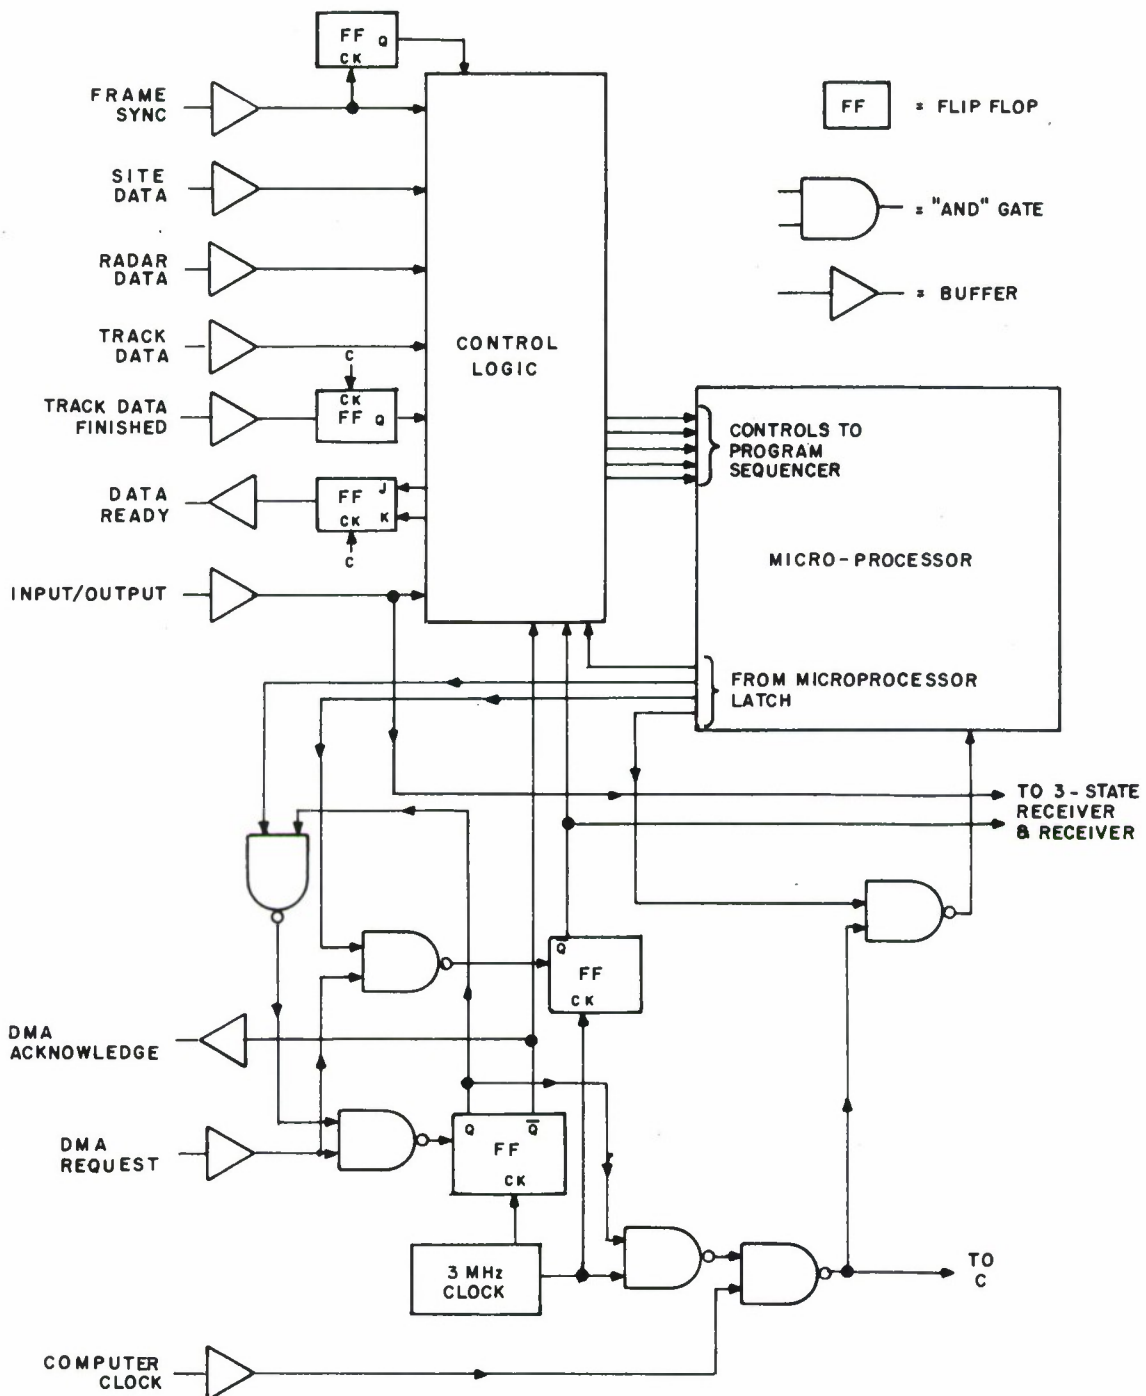 FF Q
CK
FRAME
SYNC
FF = FLIP FLOP
SITE
DATA
= "AND" GATE
RADAR
DATA
= BUFFER
TRACK
DATA
CONTROL
LOGIC
C
CK
FF Q
TRACK DATA
FINISHED
CONTROLS TO
PROGRAM
SEQUENCER
DATA
READY
FF J
CK K
C
MICRO-PROCESSOR
INPUT/OUTPUT
FROM MICROPROCESSOR
LATCH
TO 3-STATE
RECEIVER
& RECEIVER
Q
FF
CK
DMA
ACKNOWLEDGE
DMA
REQUEST
Q Q̅
FF
CK
3 MHz
CLOCK
TO
C
COMPUTER
CLOCK